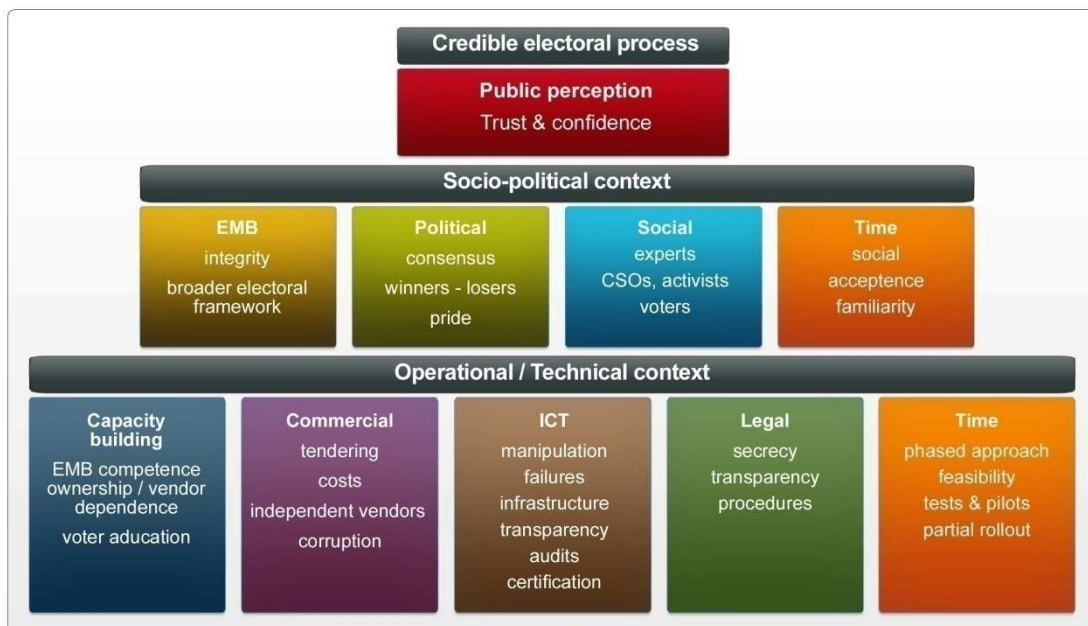 Credible electoral process
Public perception
Trust & confidence
Socio-political context
EMB
integrity
broader electoral
framework
Political
consensus
winners - losers
pride
Social
experts
CSOs, activists
voters
Time
social
acceptence
familiarity
Operational / Technical context
Capacity
building
EMB competence
ownership / vendor
dependence
voter aducation
Commercial
tendering
costs
independent vendors
corruption
ICT
manipulation
failures
infrastructure
transparency
audits
certification
Legal
secrecy
transparency
procedures
Time
phased approach
feasibility
tests & pilots
partial rollout